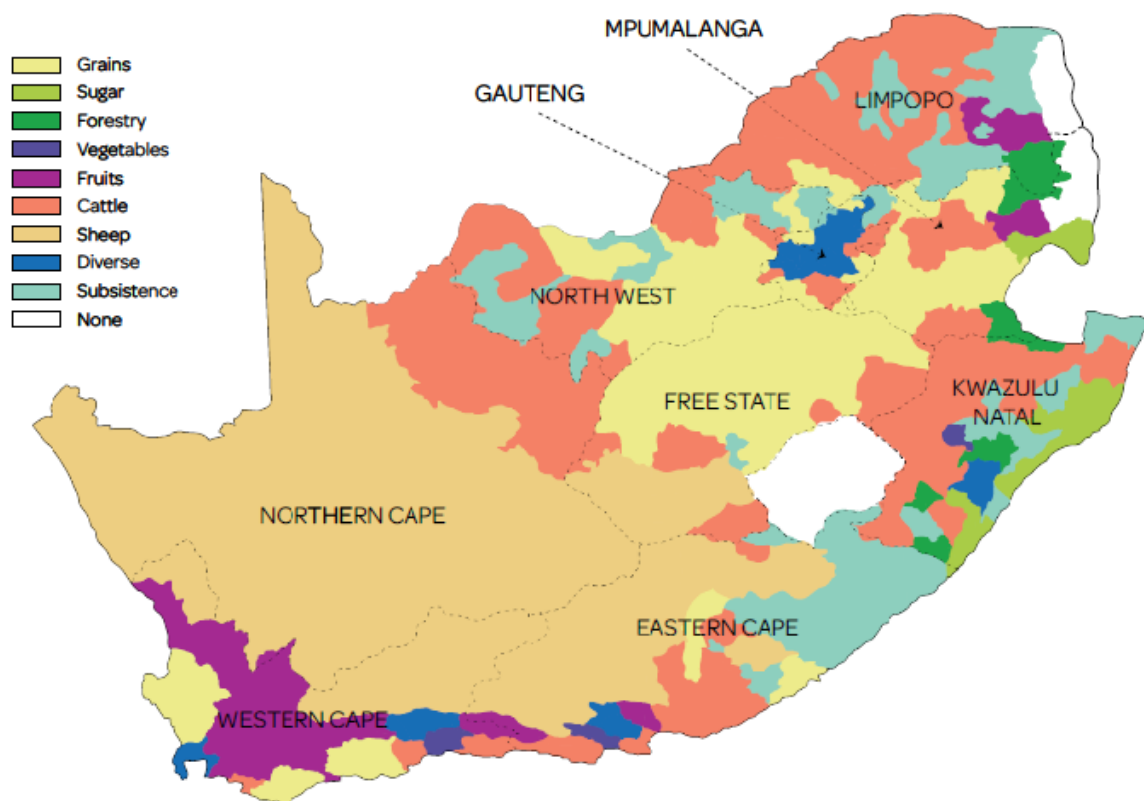 MPUMALANGA
GAUTENG
LIMPOPO
Grains
Sugar
Forestry
Vegetables
Fruits
Cattle
Sheep
Diverse
Subsistence
None
NORTH WEST
FREE STATE
KWAZULU
NATAL
NORTHERN CAPE
EASTERN CAPE
WESTERN CAPE